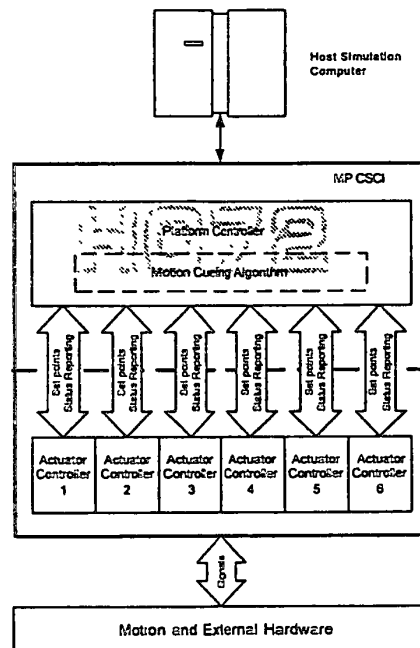 Host Simulation
Computer
MP CSCI
Platform Controller
Motion Cueing Algorithm
Set points
Status Reporting
Set points
Status Reporting
Set points
Status Reporting
Set points
Status Reporting
Set points
Status Reporting
Set points
Status Reporting
Actuator
Controller
1
Actuator
Controller
2
Actuator
Controller
3
Actuator
Controller
4
Actuator
Controller
5
Actuator
Controller
6
Signals
Motion and External Hardware